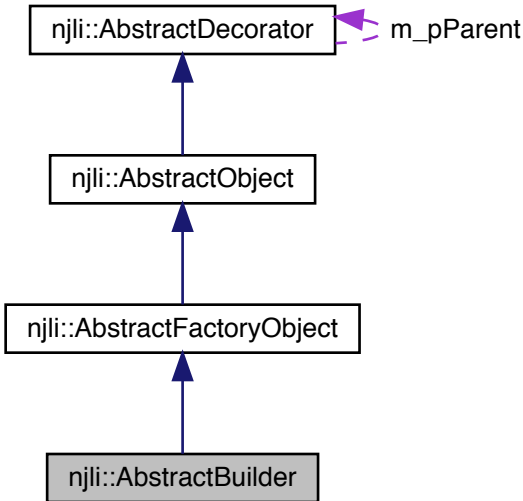 njli::AbstractDecorator
m_pParent
njli::AbstractObject
njli::AbstractFactoryObject
njli::AbstractBuilder